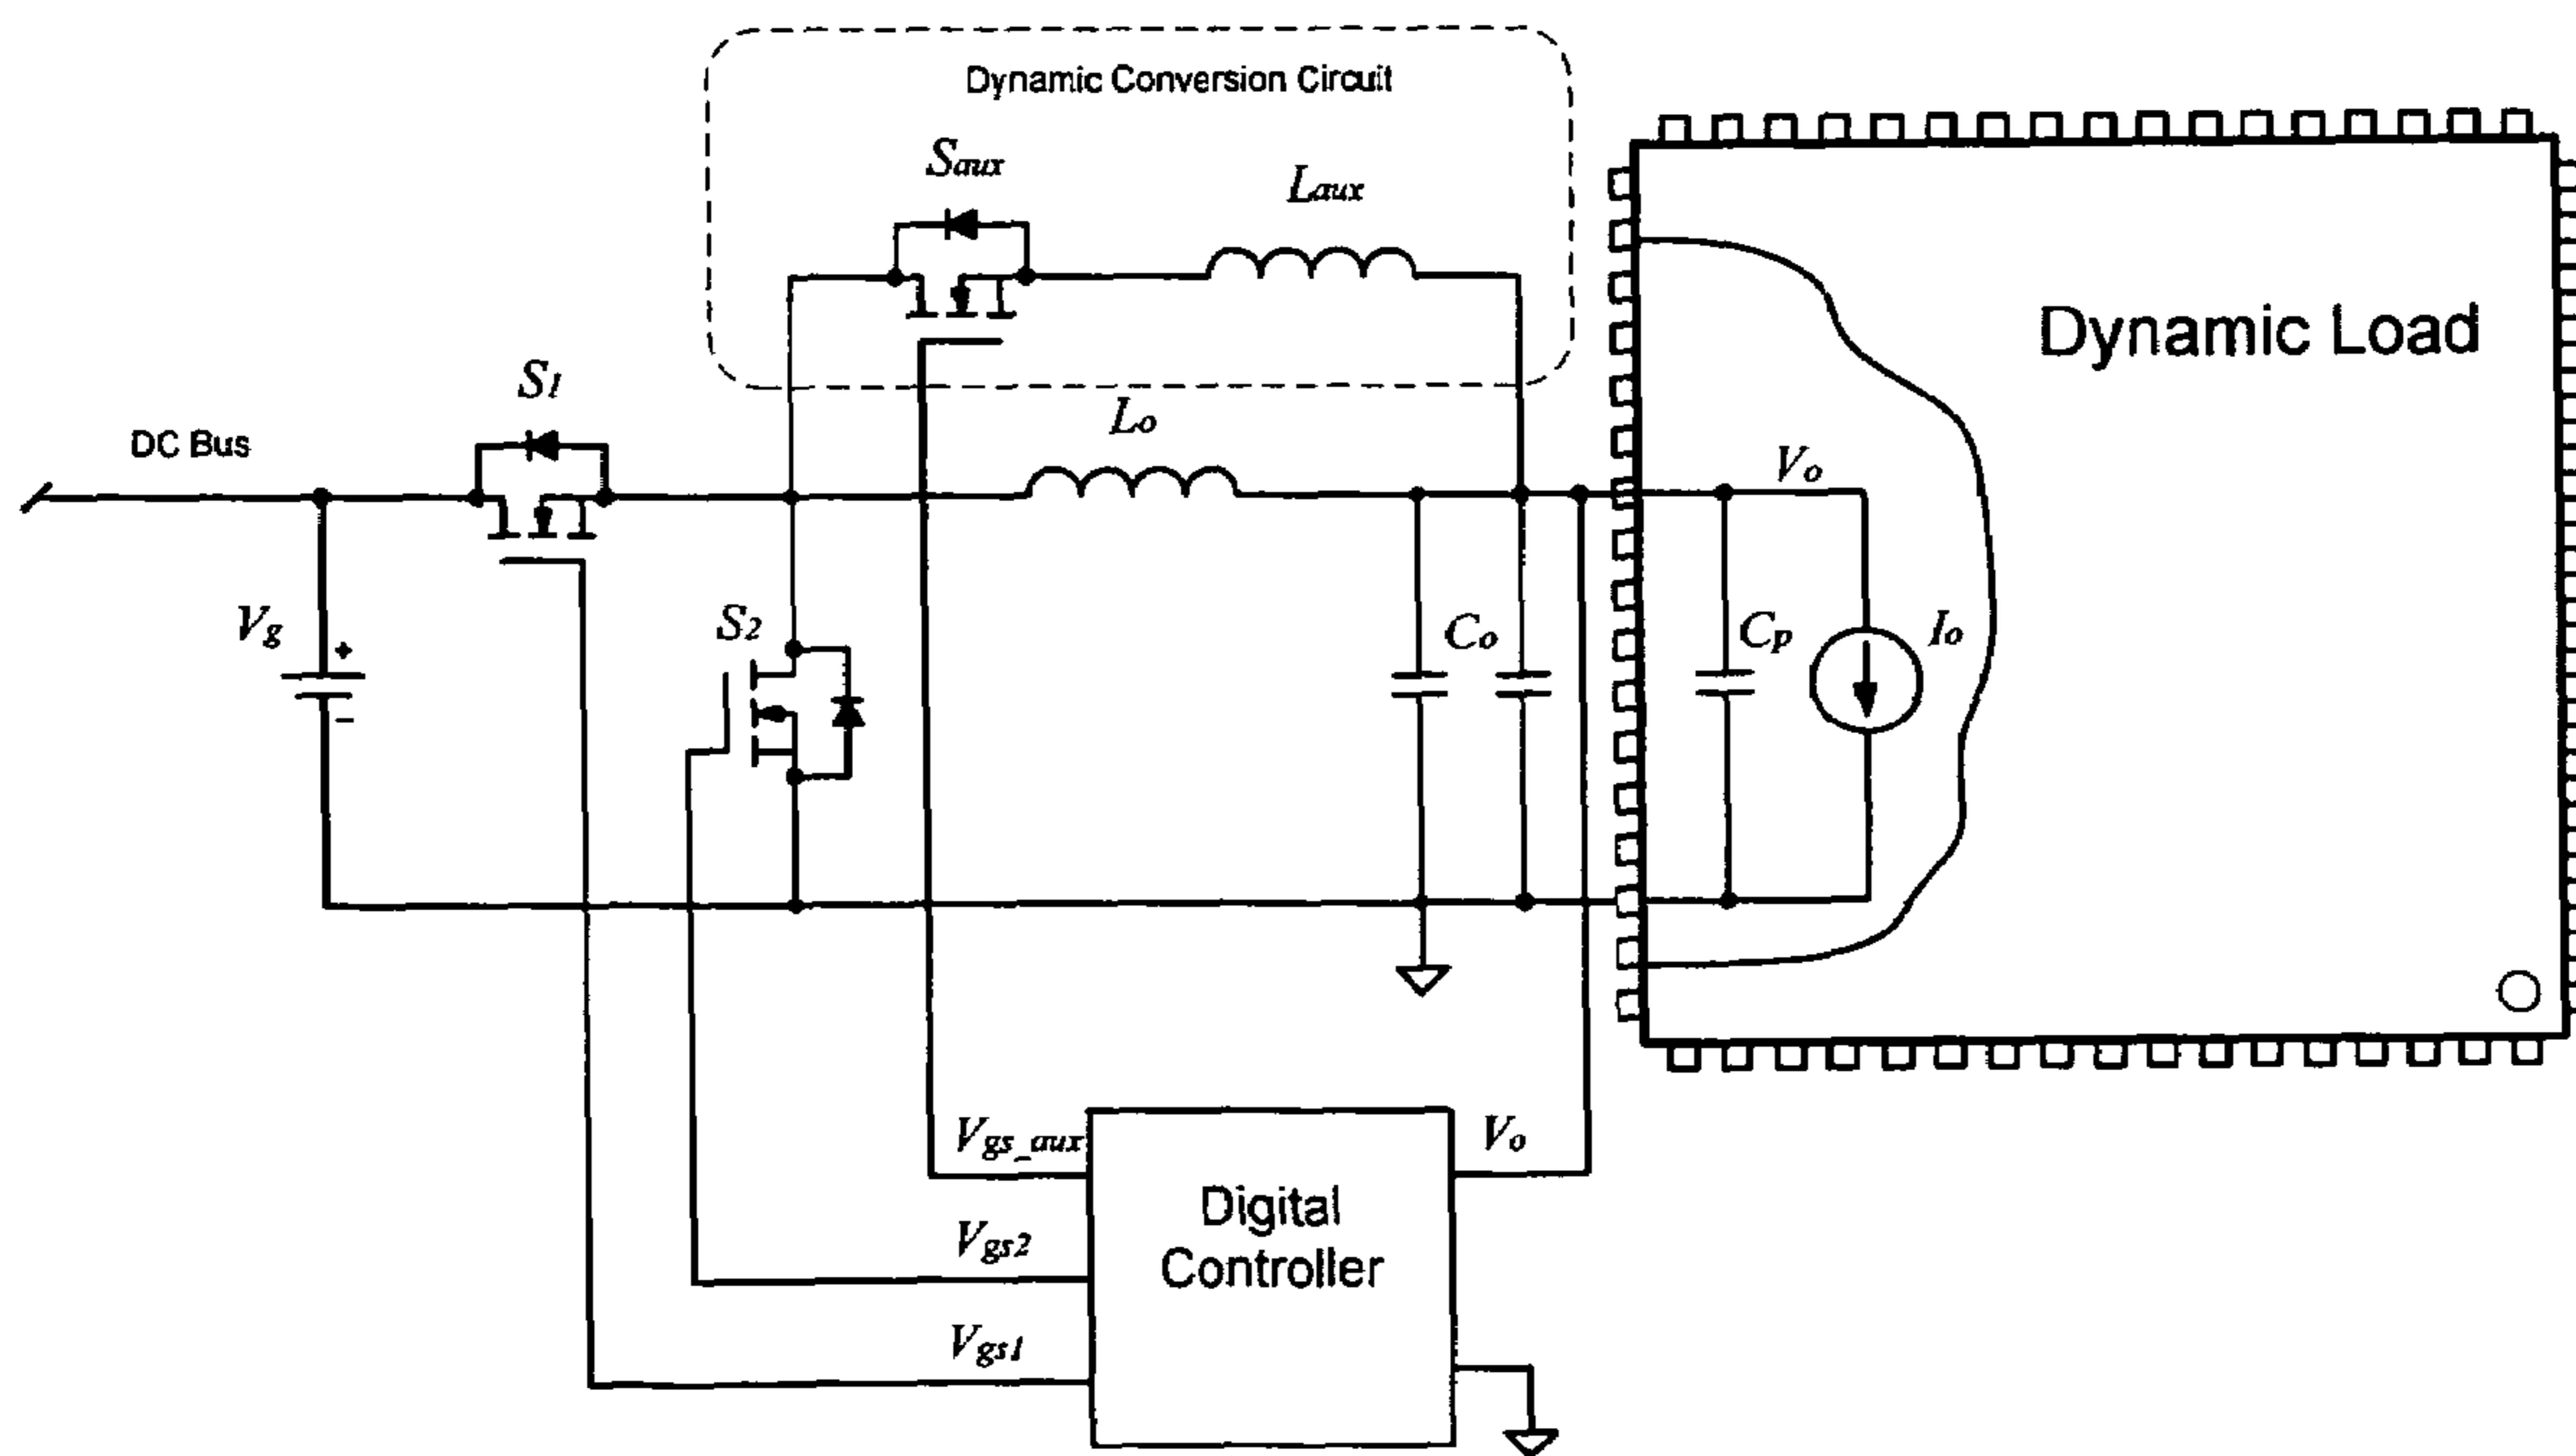 Dynamic Conversion Circuit
Saux
Laux
Dynamic Load
S1
Lo
DC Bus
Vo
Vg
+
−
S2
Co
Cp
Io
Vgs_aux
Vo
Digital
Controller
Vgs2
Vgs1